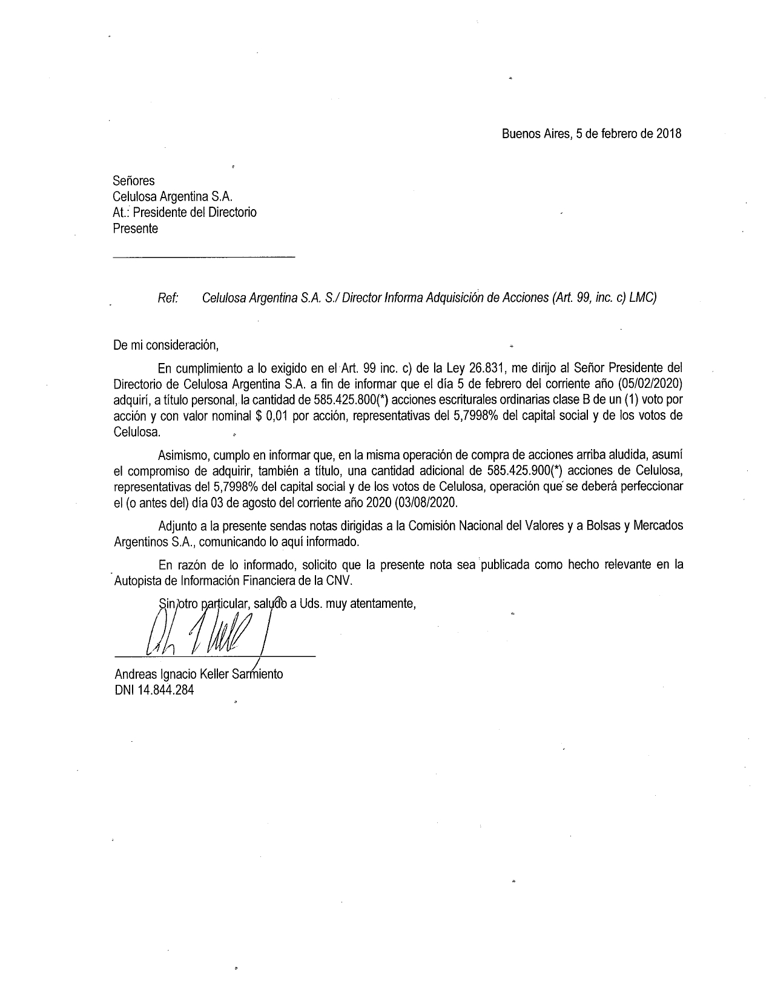 Buenos Aires, 5 de febrero de 2018
Señores
Celulosa Argentina S.A.
At.: Presidente del Directorio
Presente
Ref: Celulosa Argentina S.A. S./ Director Informa Adquisición de Acciones (Art. 99, inc. c) LMC)
De mi consideración,
En cumplimiento a lo exigido en el Art. 99 inc. c) de la Ley 26.831, me dirijo al Señor Presidente del
Directorio de Celulosa Argentina S.A. a fin de informar que el día 5 de febrero del corriente año (05/02/2020)
adquirí, a título personal, la cantidad de 585.425.800(*) acciones escriturales ordinarias clase B de un (1) voto por
acción y con valor nominal $ 0,01 por acción, representativas del 5,7998% del capital social y de los votos de
Celulosa.
Asimismo, cumplo en informar que, en la misma operación de compra de acciones arriba aludida, asumí
el compromiso de adquirir, también a título, una cantidad adicional de 585.425.900(*) acciones de Celulosa,
representativas del 5,7998% del capital social y de los votos de Celulosa, operación que se deberá perfeccionar
el (o antes del) día 03 de agosto del corriente año 2020 (03/08/2020.
Adjunto a la presente sendas notas dirigidas a la Comisión Nacional del Valores y a Bolsas y Mercados
Argentinos S.A., comunicando lo aquí informado.
En razón de lo informado, solicito que la presente nota sea publicada como hecho relevante en la
Autopista de Información Financiera de la CNV.
Sin otro particular, saludo a Uds. muy atentamente,
Andreas Ignacio Keller Sarmiento
DNI 14.844.284